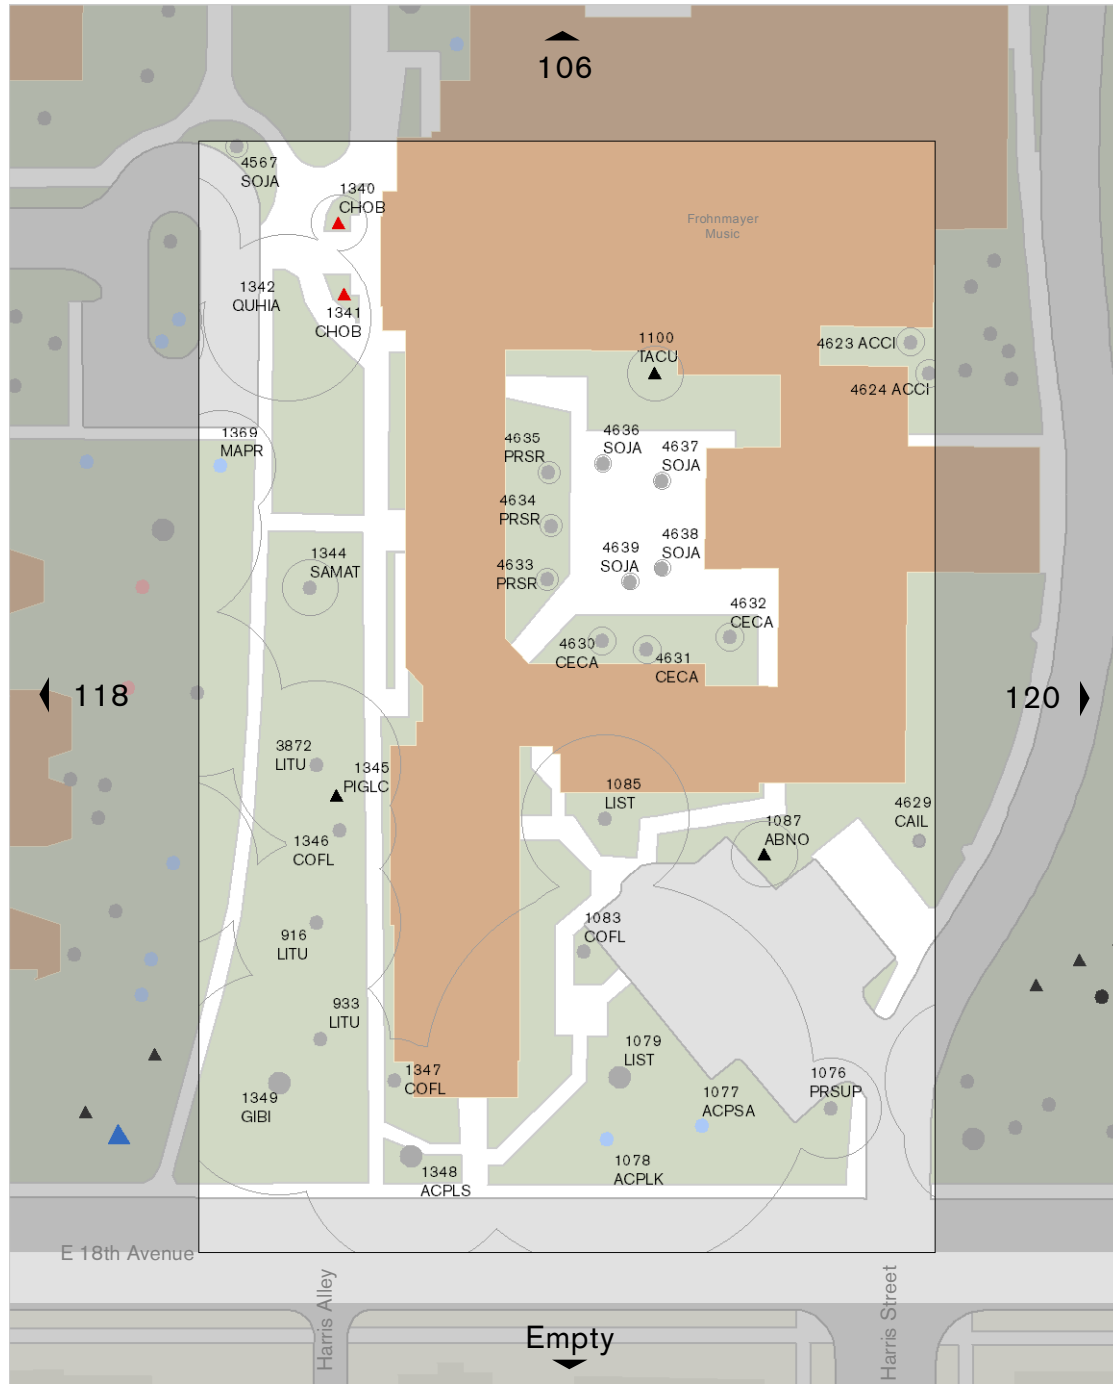 106
4567
SOJA
1340
CHOB
Frohnmayer
Music
1342
QUHIA
1341
CHOB
1100
TACU
4623 ACCI
4624 ACCI
1369
MAPR
4635
PRSR
4636
SOJA
4637
SOJA
4634
PRSR
4633
PRSR
4639
SOJA
4638
SOJA
1344
SAMAT
4632
CECA
4630
CECA
4631
CECA
118
120
3872
LITU
1345
PIGLC
1085
LIST
1087
ABNO
4629
CAIL
1346
COFL
916
LITU
1083
COFL
933
LITU
1079
LIST
1349
GIBI
1347
COFL
1077
ACPSA
1076
PRSUP
1348
ACPLS
1078
ACPLK
E 18th Avenue
Harris Alley
Harris Street
Empty